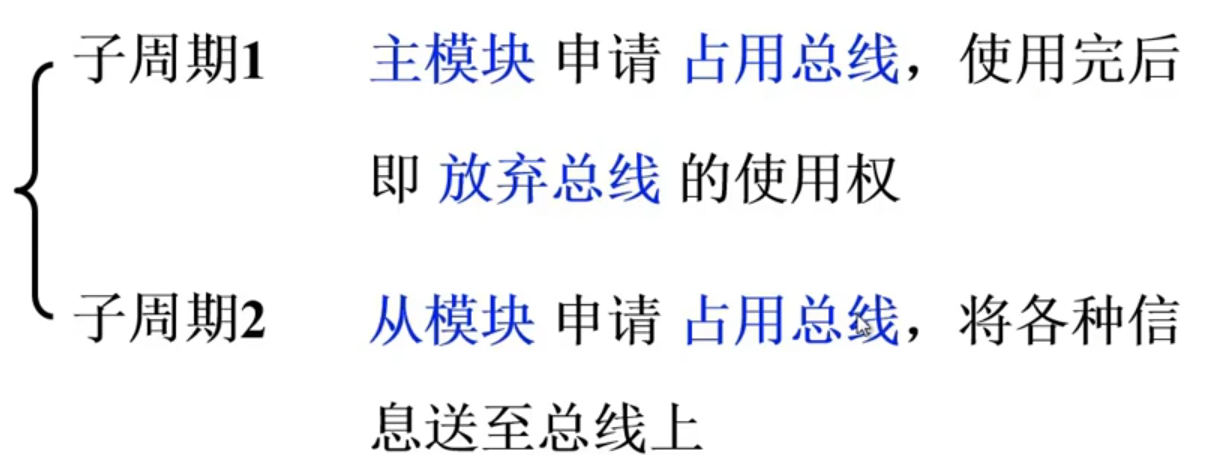 子周期1 主模块 申请 占用总线，使用完后
即 放弃总线 的使用权
子周期2 从模块 申请 占用总线，将各种信
息送至总线上